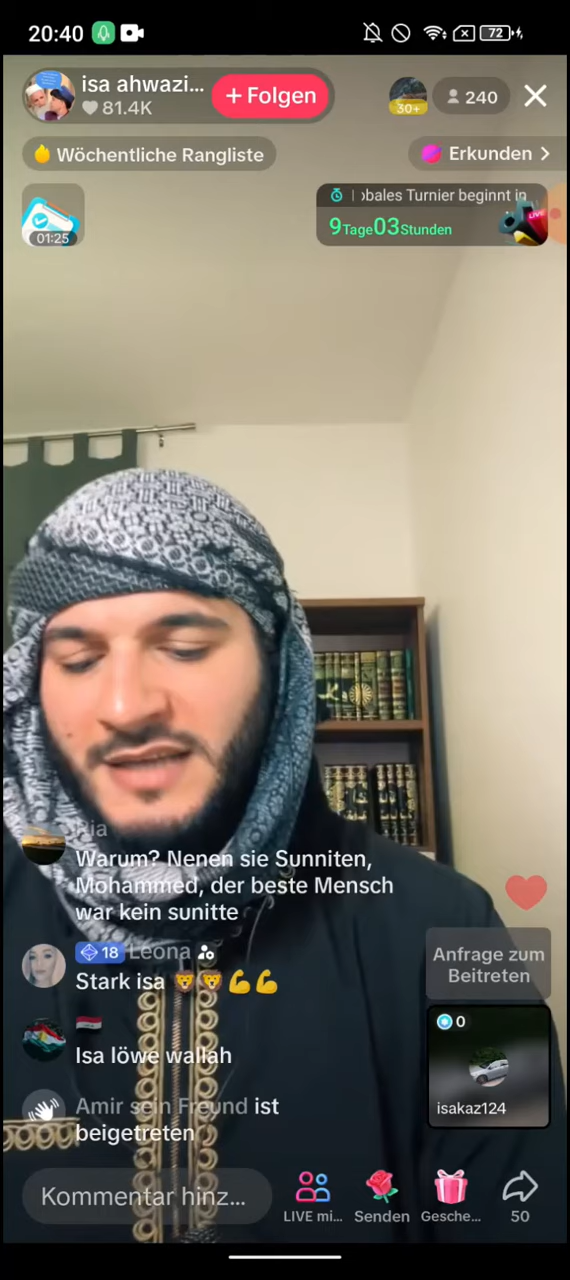 20:40
72
isa ahwazi...
81.4K
+ Folgen
30+
240
Wöchentliche Rangliste
Erkunden >
01:25
obales Turnier beginnt in
9Tage03Stunden
LIVE
Warum? Nenen sie Sunniten,
Mohammed, der beste Mensch
war kein sunitte
18 Leona
Stark isa 🦁🦁💪💪
Isa löwe wallah
Amir sein Freund ist
beigetreten
Anfrage zum
Beitreten
0
isakaz124
Kommentar hinz...
LIVE mi...
Senden
Gesche...
50